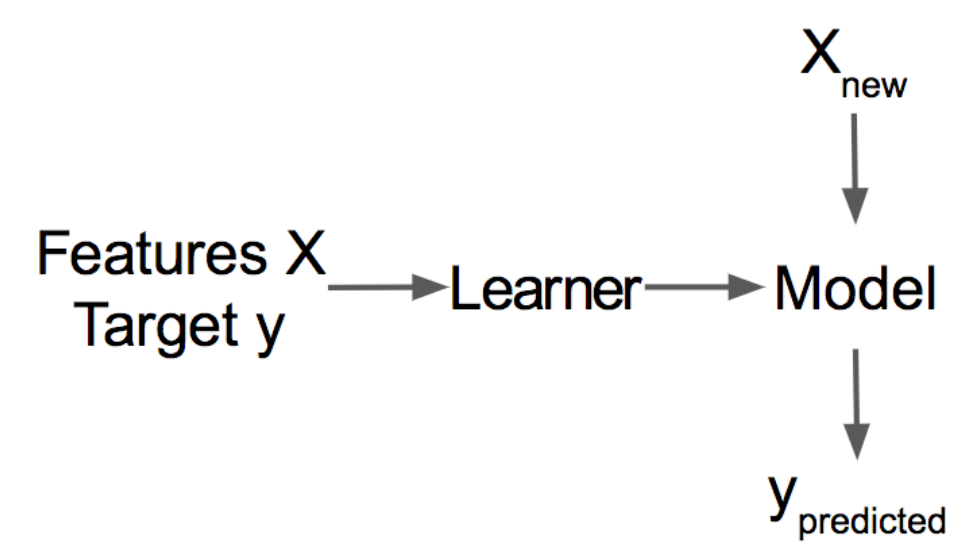 X_new
Features X
Target y
Learner
Model
y_predicted